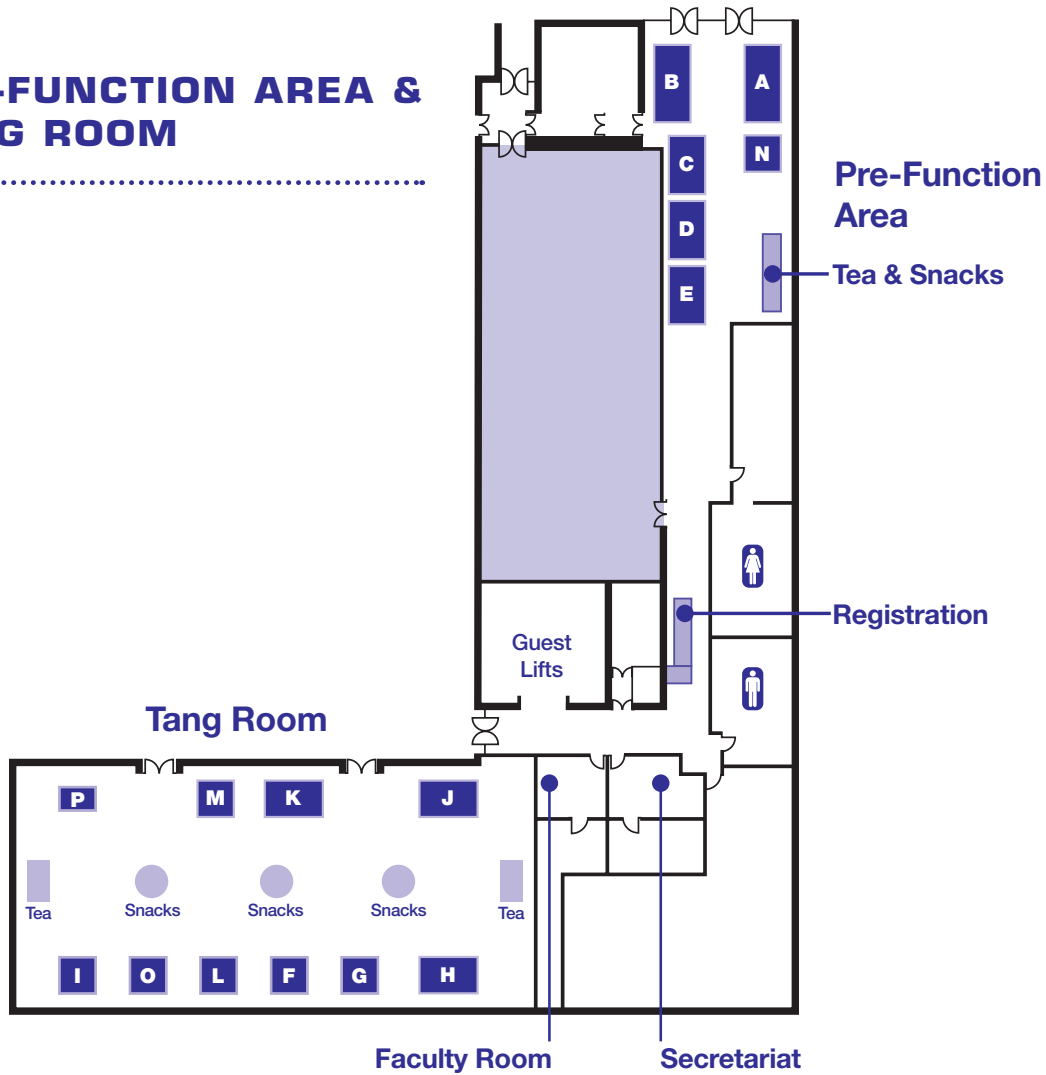 -FUNCTION AREA &
G ROOM
B
A
C
N
D
E
Pre-Function
Area
Tea & Snacks
Registration
Guest
Lifts
Tang Room
P
M
K
J
Tea
Snacks
Snacks
Snacks
Tea
I
O
L
F
G
H
Faculty Room
Secretariat